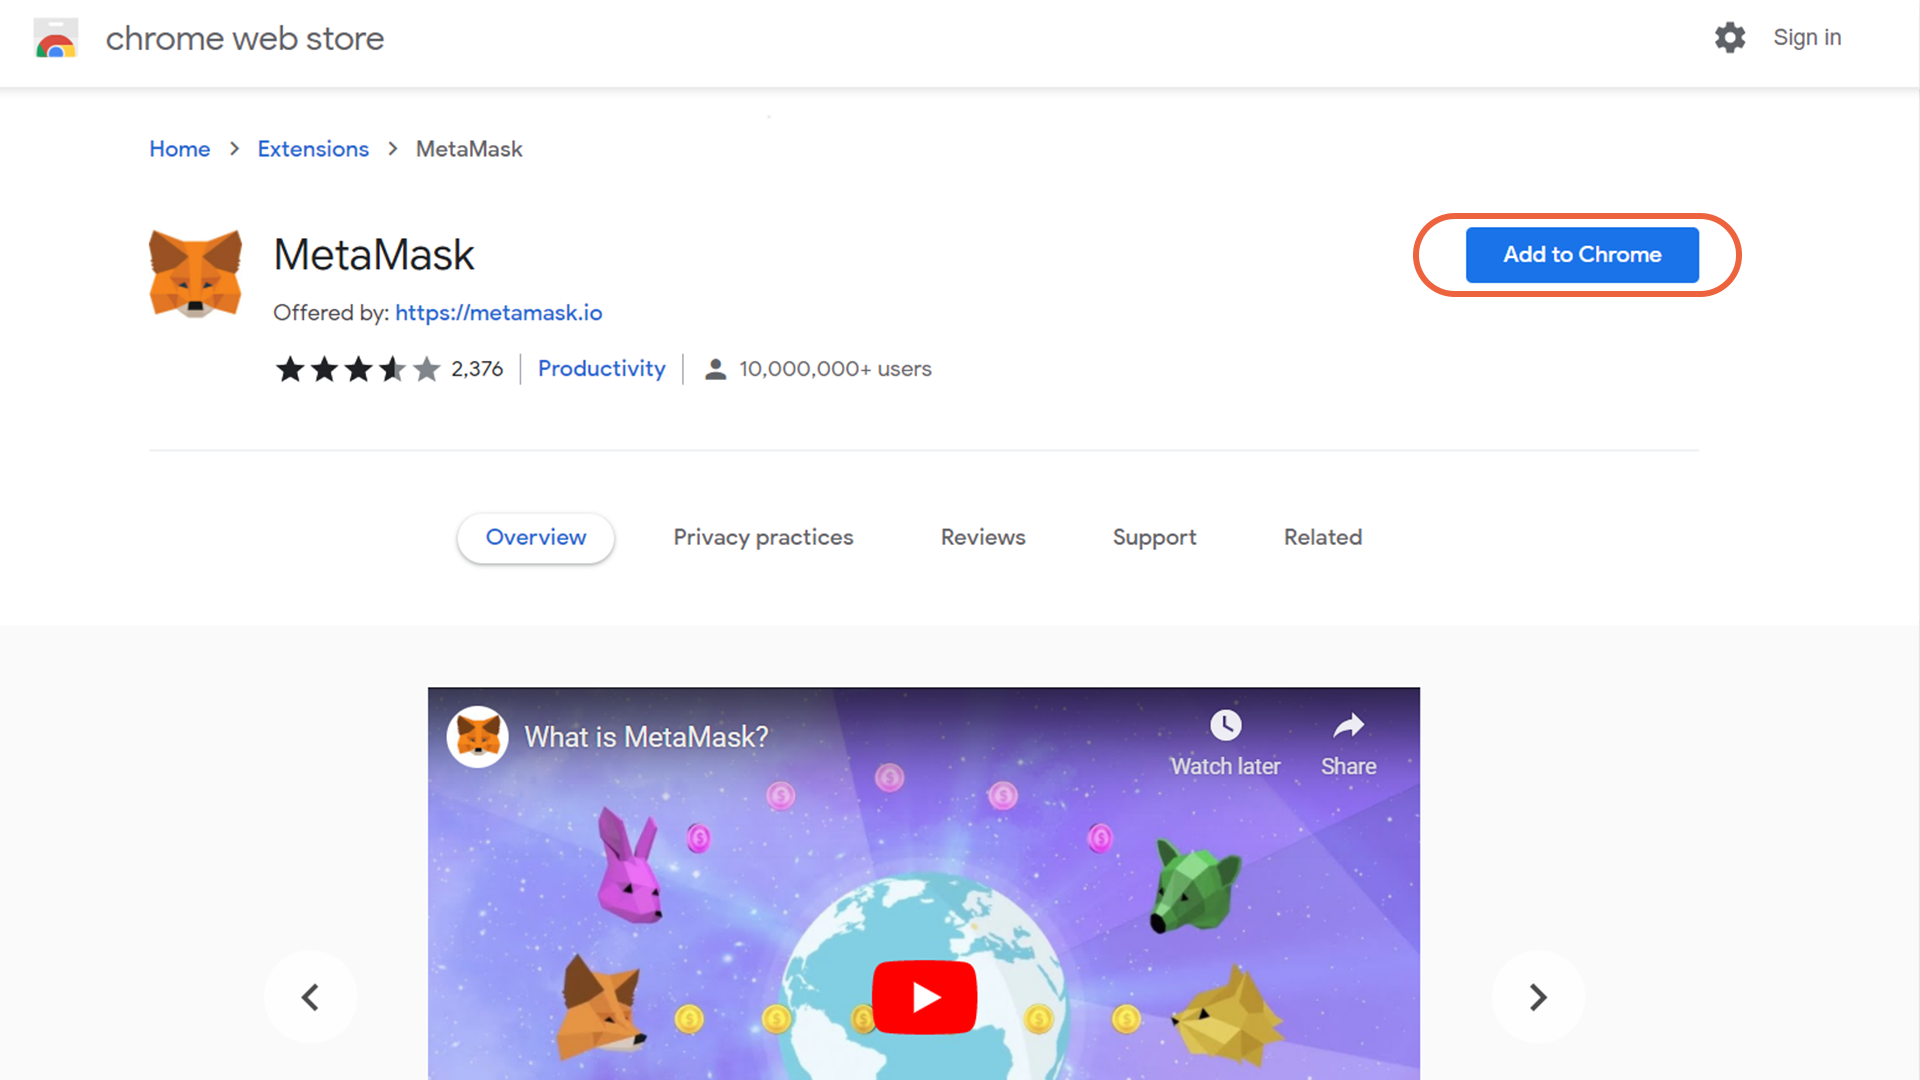 chrome web store
Sign in
Home > Extensions > MetaMask
MetaMask
Add to Chrome
Offered by: https://metamask.io
2,376 Productivity 10,000,000+ users
Overview Privacy practices Reviews Support Related
What is MetaMask?
Watch later Share